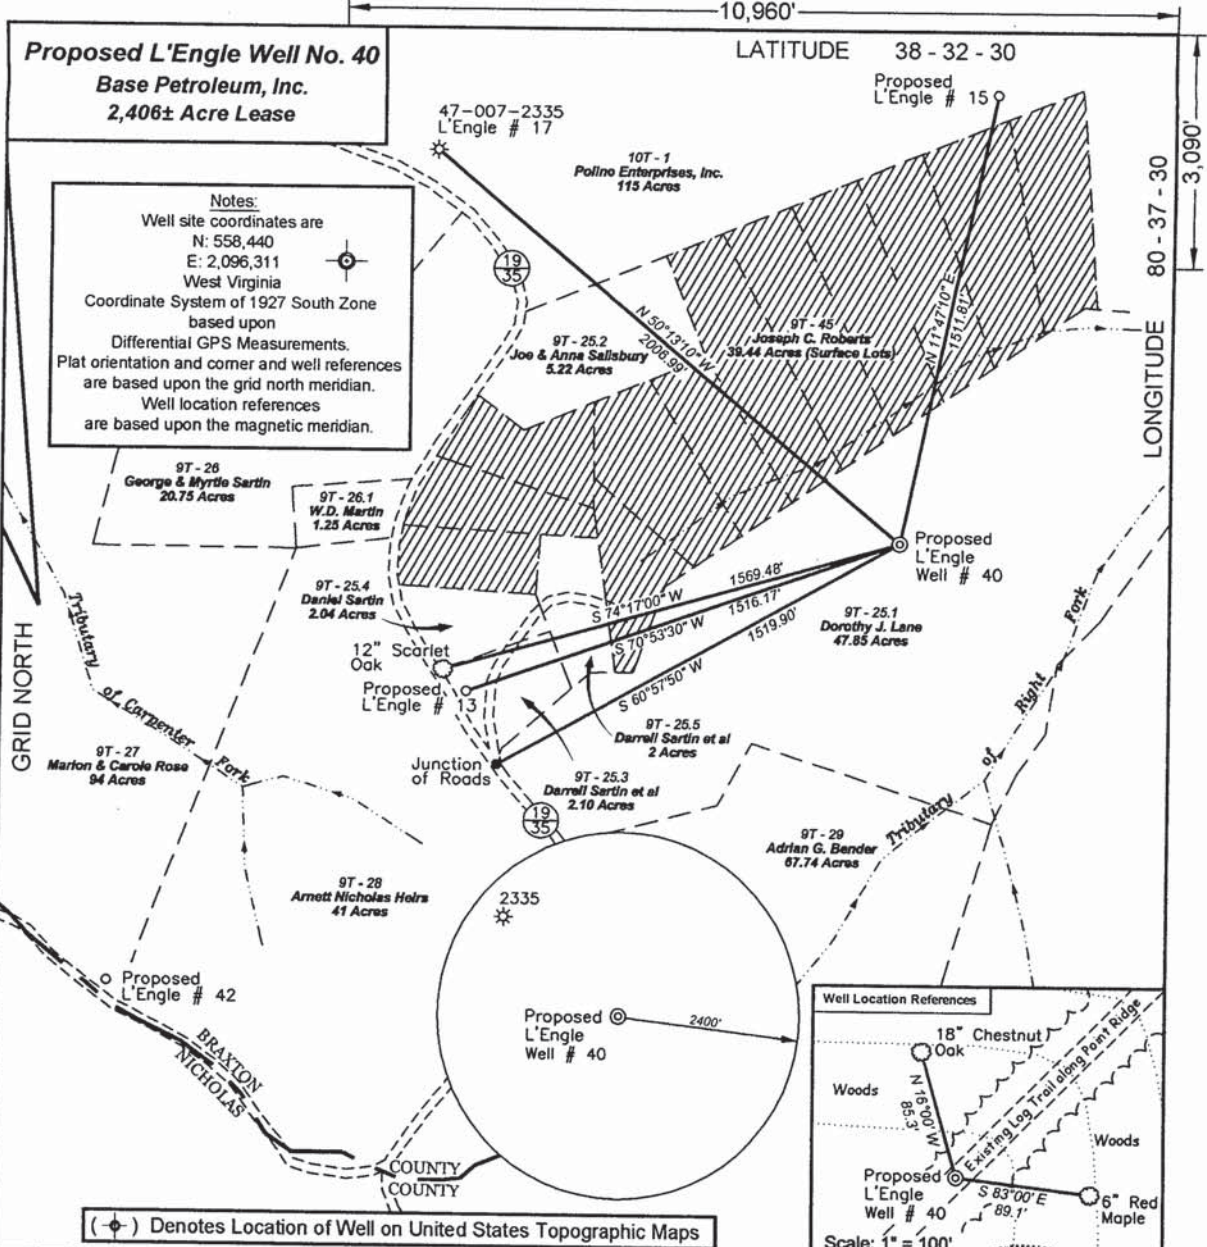 10,960'
Proposed L'Engle Well No. 40
Base Petroleum, Inc.
2,406± Acre Lease
LATITUDE 38 - 32 - 30
3,090'
LONGITUDE 80 - 37 - 30
Proposed
L'Engle # 15
47-007-2335
L'Engle # 17
10T - 1
Polino Enterprises, Inc.
115 Acres
Notes:
Well site coordinates are
N: 558,440
E: 2,096,311
West Virginia
Coordinate System of 1927 South Zone
based upon
Differential GPS Measurements.
Plat orientation and corner and well references
are based upon the grid north meridian.
Well location references
are based upon the magnetic meridian.
19
35
9T - 25.2
Joe & Anna Salisbury
5.22 Acres
N 50°13'10" W
2006.99'
9T - 45
Joseph C. Roberts
39.44 Acres (Surface Lots)
N 11°47'10" E
1511.81'
9T - 26
George & Myrtle Sartin
20.75 Acres
9T - 26.1
W.D. Martin
1.25 Acres
Proposed
L'Engle
Well # 40
9T - 25.4
Daniel Sartin
2.04 Acres
1569.48'
S 74°17'00" W
1516.17'
S 70°53'30" W
1519.90'
S 60°57'50" W
9T - 25.1
Dorothy J. Lane
47.85 Acres
12" Scarlet
Oak
Proposed
L'Engle # 13
GRID NORTH
Tributary
of Carpenter
Fork
Tributary
of
Right
Fork
9T - 27
Marion & Carole Rose
94 Acres
Junction
of Roads
9T - 25.5
Darrell Sartin et al
2 Acres
9T - 25.3
Darrell Sartin et al
2.10 Acres
19
35
9T - 29
Adrian G. Bender
67.74 Acres
9T - 28
Arnett Nicholas Heirs
41 Acres
2335
Proposed
L'Engle # 42
BRAXTON
NICHOLAS
COUNTY
COUNTY
Proposed
L'Engle
Well # 40
2400'
Well Location References
18" Chestnut
Oak
Woods
N 16°00' W
85.3'
Existing Log Trail along Point Ridge
Woods
Proposed
L'Engle
Well # 40
S 83°00' E
89.1'
6" Red
Maple
Scale: 1" = 100'
( ) Denotes Location of Well on United States Topographic Maps